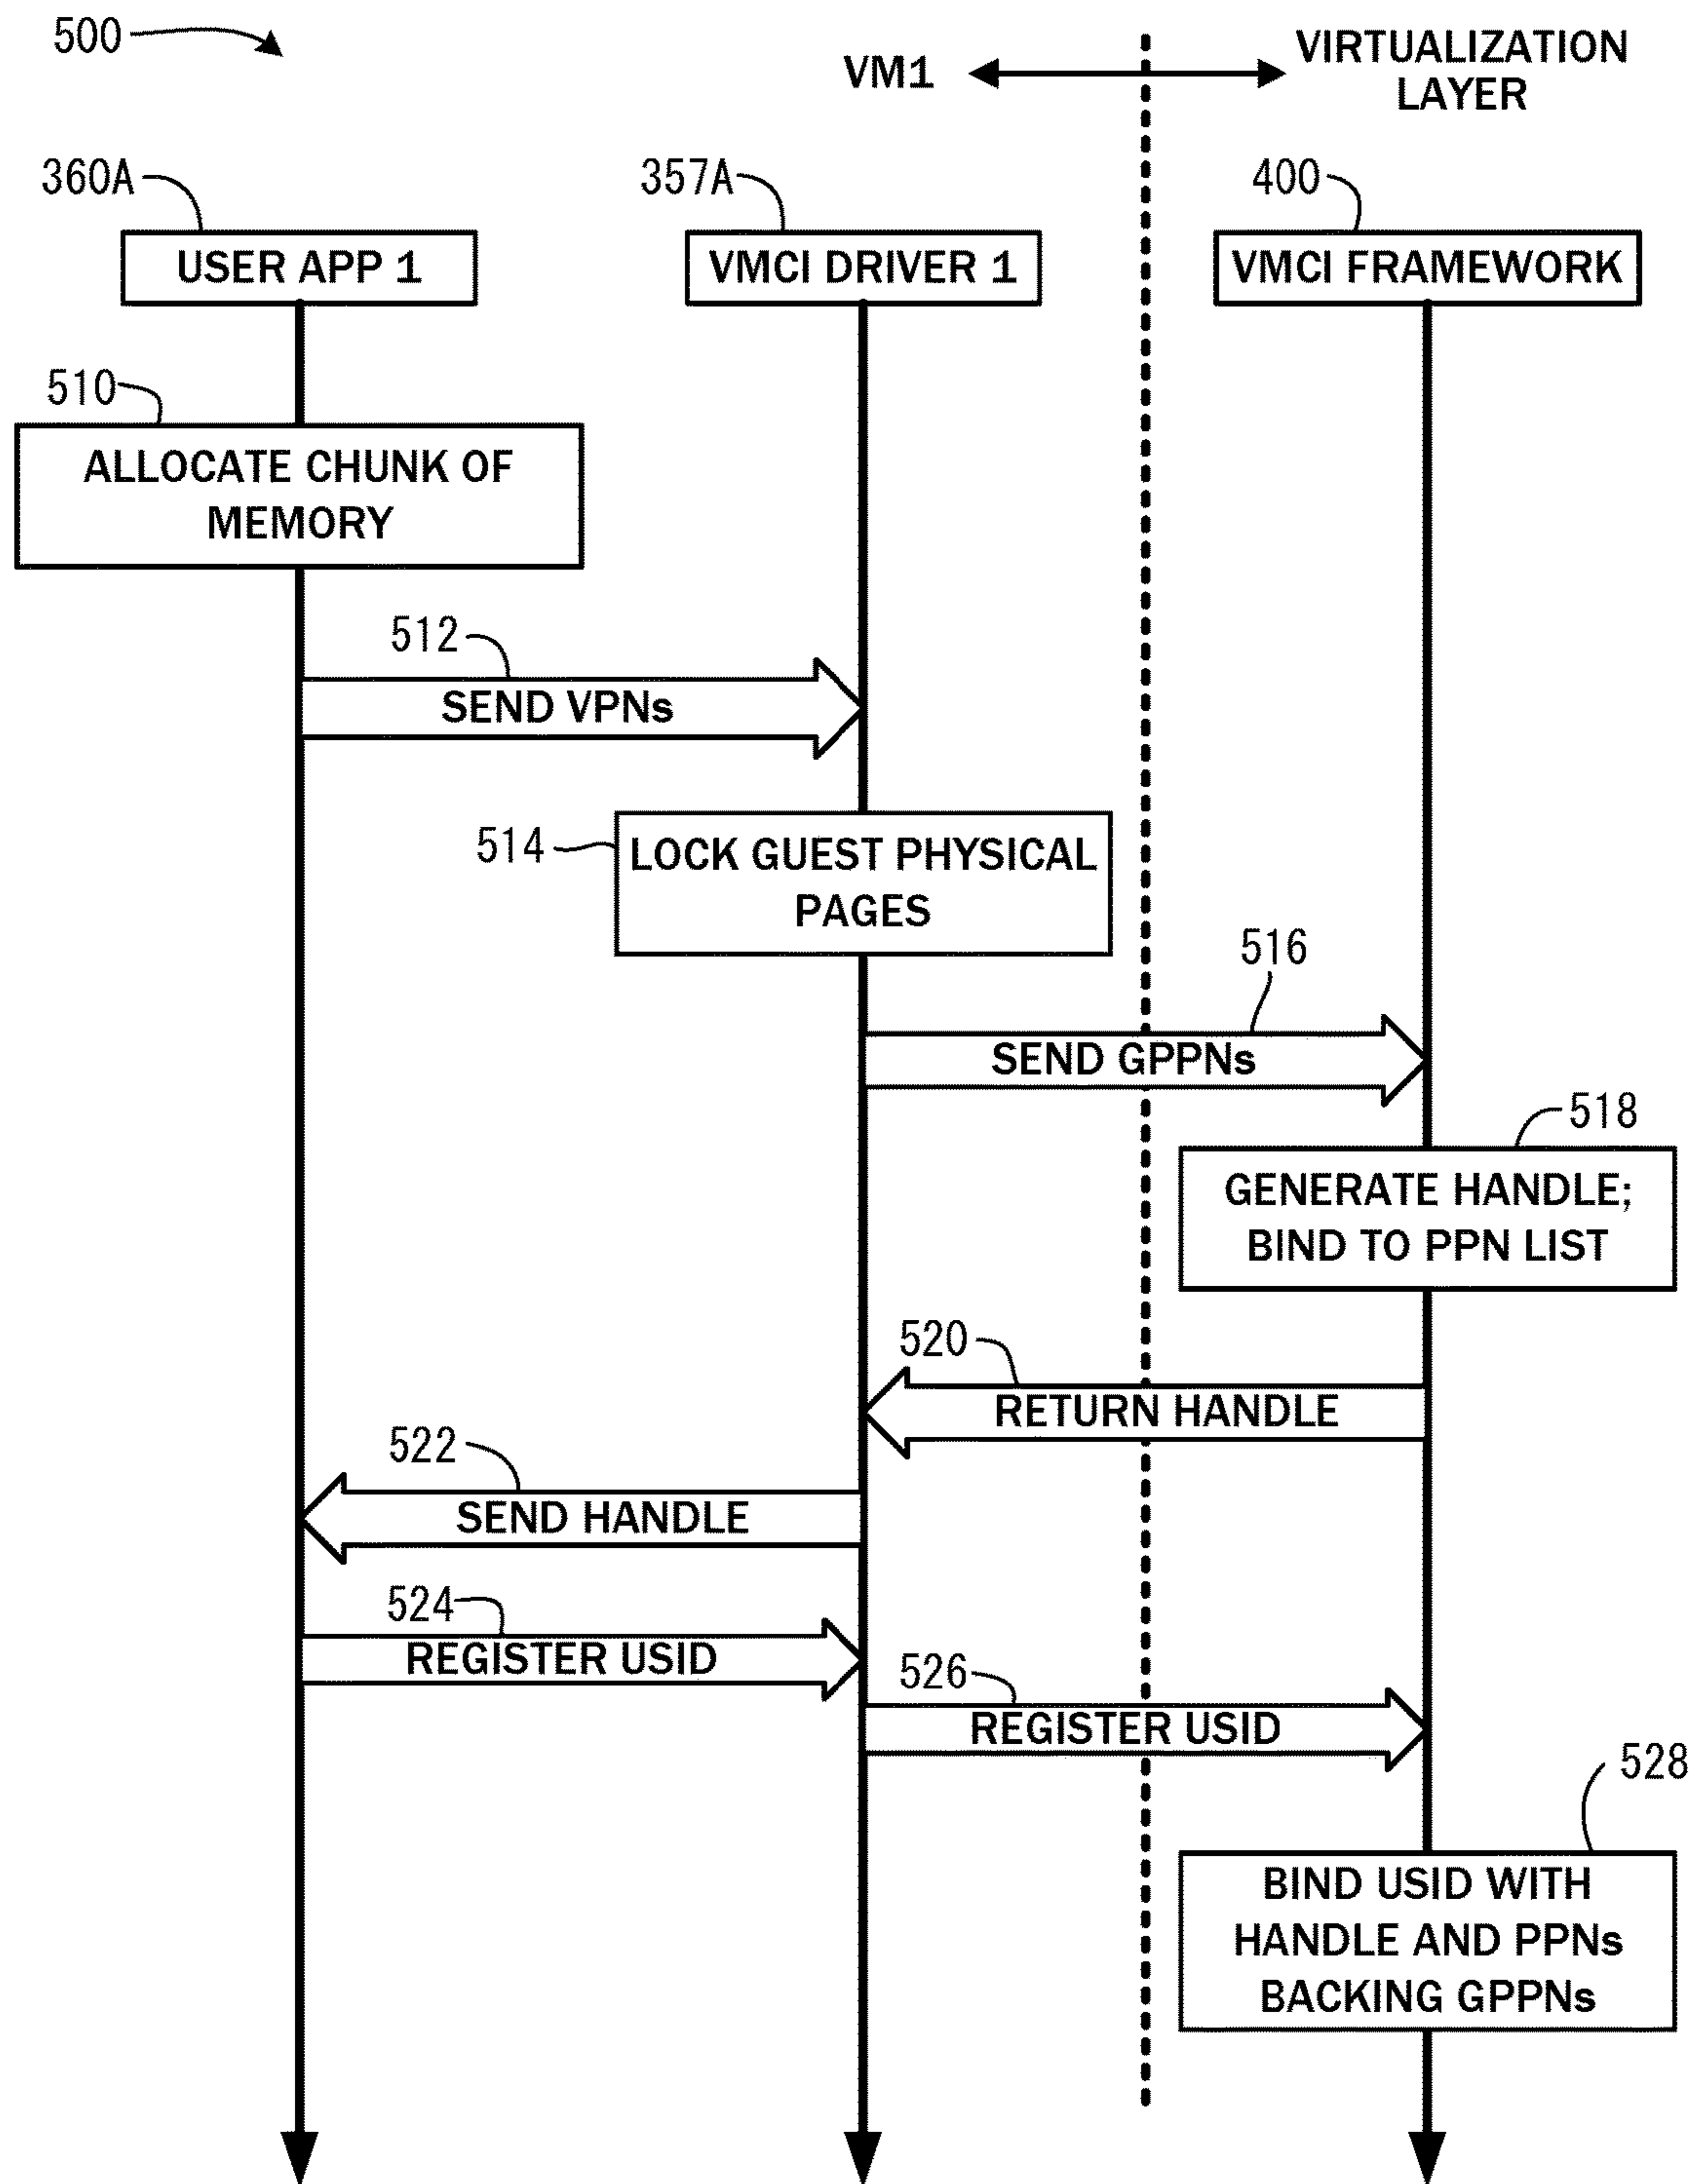 500
VM1
VIRTUALIZATION
LAYER
360A
357A
400
USER APP 1
VMCI DRIVER 1
VMCI FRAMEWORK
510
ALLOCATE CHUNK OF
MEMORY
512
SEND VPNs
514
LOCK GUEST PHYSICAL
PAGES
516
SEND GPPNs
518
GENERATE HANDLE;
BIND TO PPN LIST
520
RETURN HANDLE
522
SEND HANDLE
524
REGISTER USID
526
REGISTER USID
528
BIND USID WITH
HANDLE AND PPNs
BACKING GPPNs